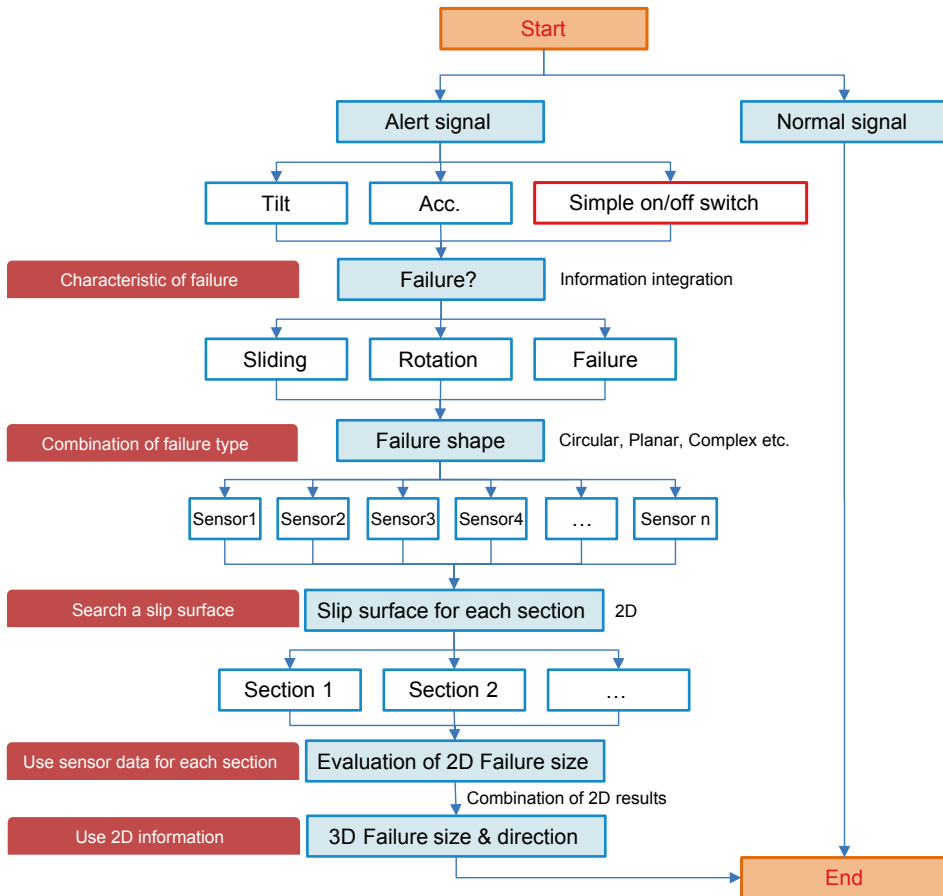 Start
Alert signal
Normal signal
Tilt
Acc.
Simple on/off switch
Characteristic of failure
Failure?
Information integration
Sliding
Rotation
Failure
Combination of failure type
Failure shape
Circular, Planar, Complex etc.
Sensor1
Sensor2
Sensor3
Sensor4
...
Sensor n
Search a slip surface
Slip surface for each section
2D
Section 1
Section 2
...
Use sensor data for each section
Evaluation of 2D Failure size
Combination of 2D results
Use 2D information
3D Failure size & direction
End